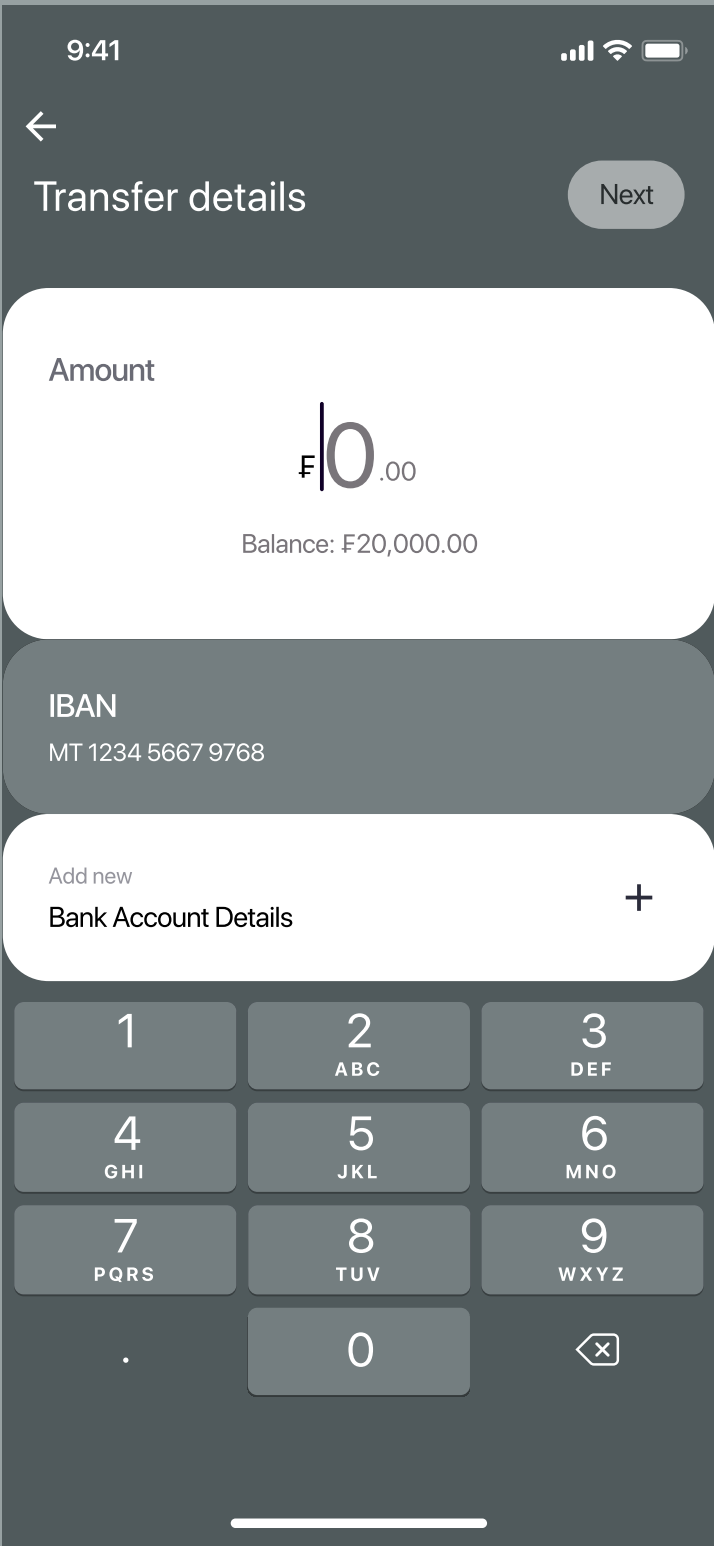 9:41
Transfer details
Next
Amount
₣0.00
Balance: ₣20,000.00
IBAN
MT 1234 5667 9768
Add new
Bank Account Details
+
1
2
3
ABC
DEF
4
5
6
GHI
JKL
MNO
7
8
9
PQRS
TUV
WXYZ
.
0